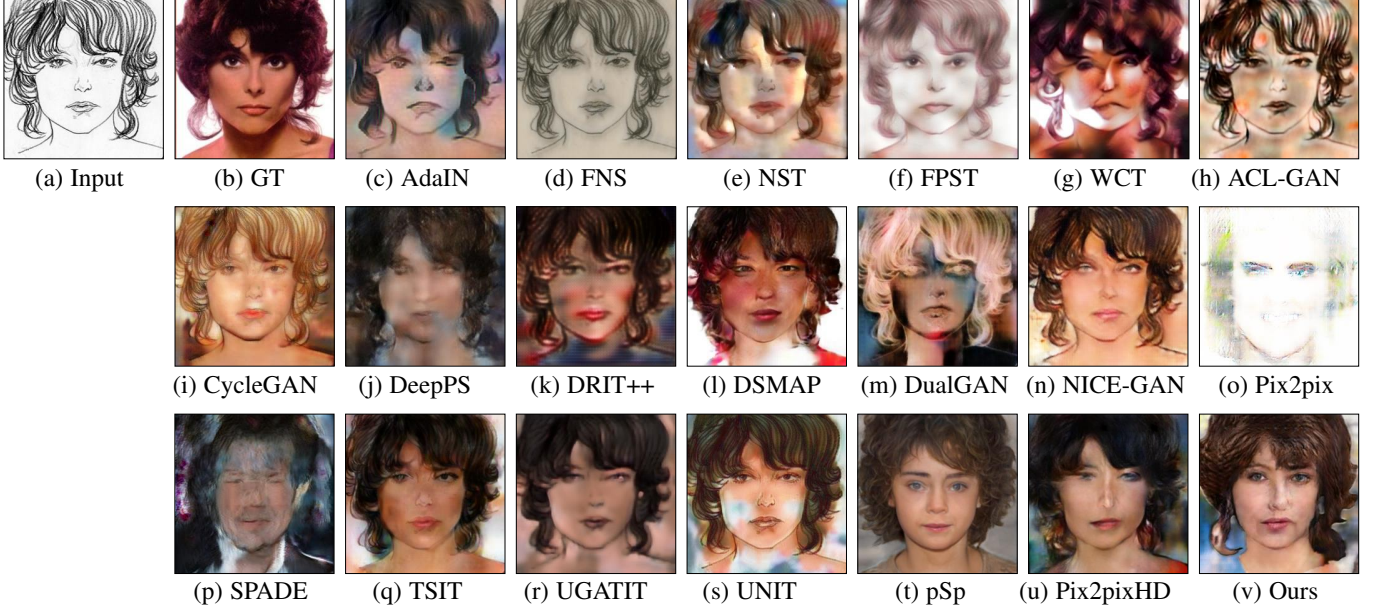 (a) Input (b) GT (c) AdaIN (d) FNS (e) NST (f) FPST (g) WCT (h) ACL-GAN
(i) CycleGAN (j) DeepPS (k) DRIT++ (l) DSMAP (m) DualGAN (n) NICE-GAN (o) Pix2pix
(p) SPADE (q) TSIT (r) UGATIT (s) UNIT (t) pSp (u) Pix2pixHD (v) Ours